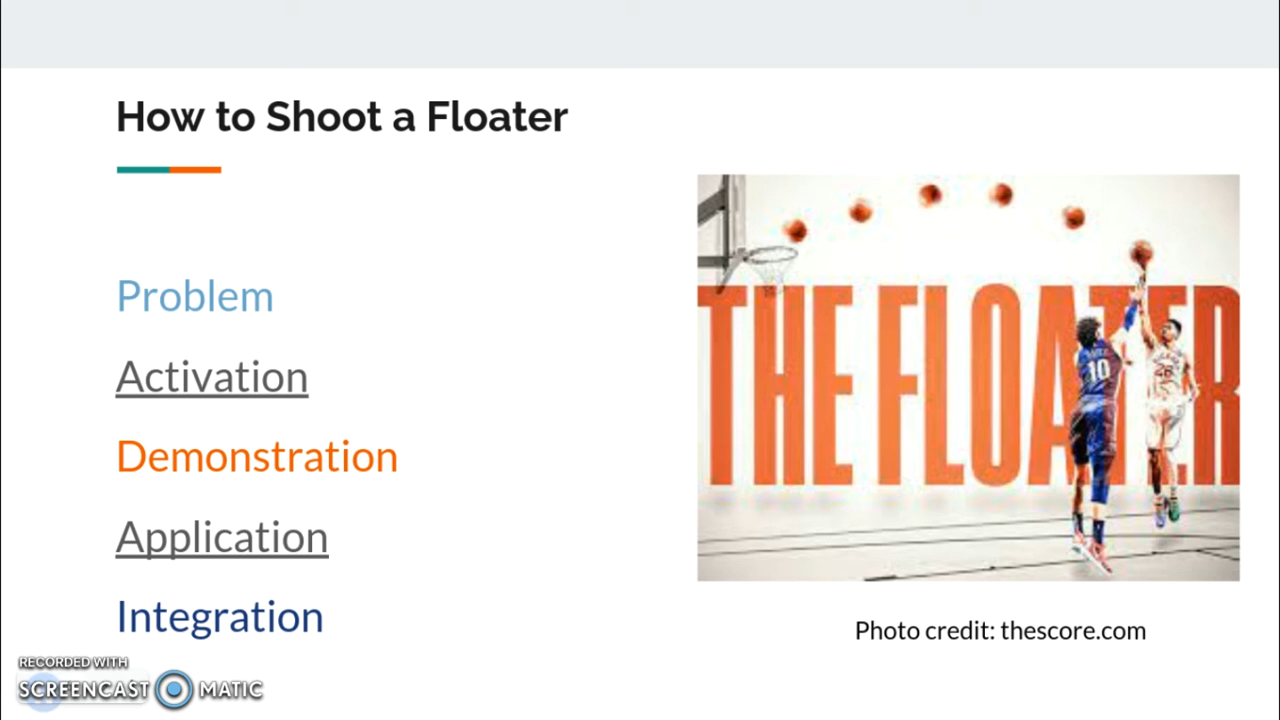 How to Shoot a Floater
Problem
Activation
Demonstration
Application
Integration
THE FLOATER
10
Photo credit: thescore.com
RECORDED WITH
SCREENCAST MATIC